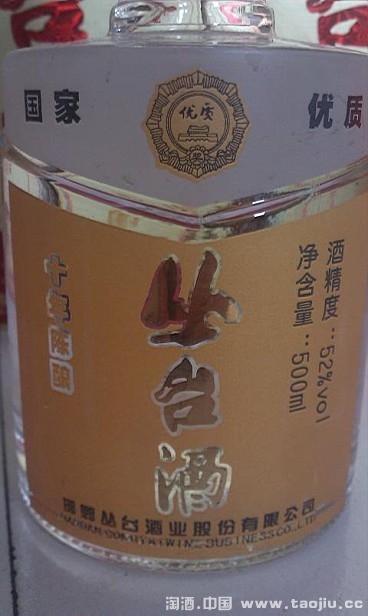 国家
优质
优质
十年陈酿
丛台酒
酒精度:52%vol
净含量:500ml
邯郸丛台酒业股份有限公司
淘酒.中国 www.taojiu.cc